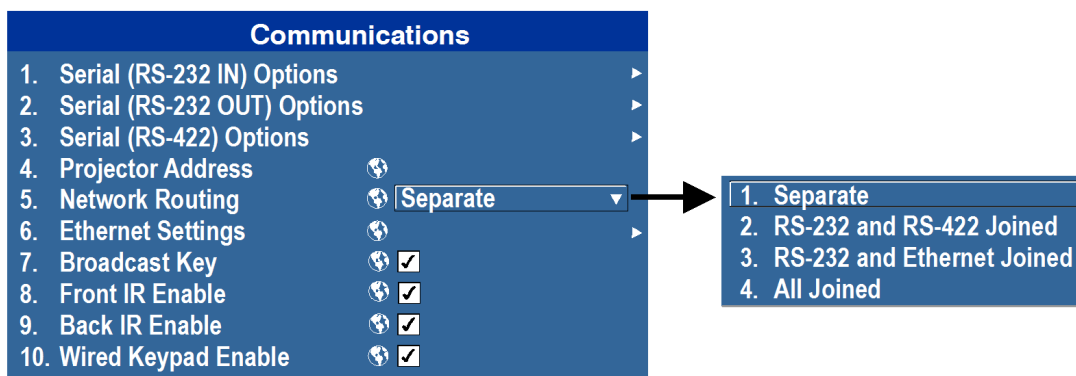 Communications
1. Serial (RS-232 IN) Options
2. Serial (RS-232 OUT) Options
3. Serial (RS-422) Options
4. Projector Address
5. Network Routing Separate
6. Ethernet Settings
7. Broadcast Key
8. Front IR Enable
9. Back IR Enable
10. Wired Keypad Enable
1. Separate
2. RS-232 and RS-422 Joined
3. RS-232 and Ethernet Joined
4. All Joined